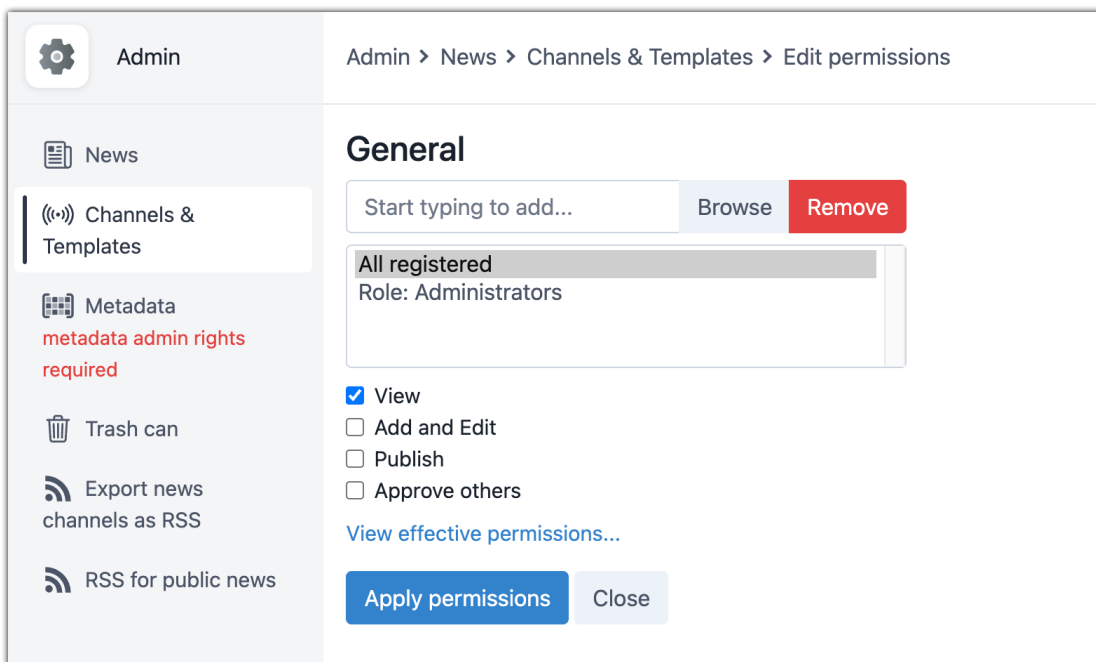 Admin
Admin > News > Channels & Templates > Edit permissions
News
Channels &
Templates
Metadata
metadata admin rights
required
Trash can
Export news
channels as RSS
RSS for public news
General
Start typing to add...
Browse
Remove
All registered
Role: Administrators
View
Add and Edit
Publish
Approve others
View effective permissions...
Apply permissions
Close